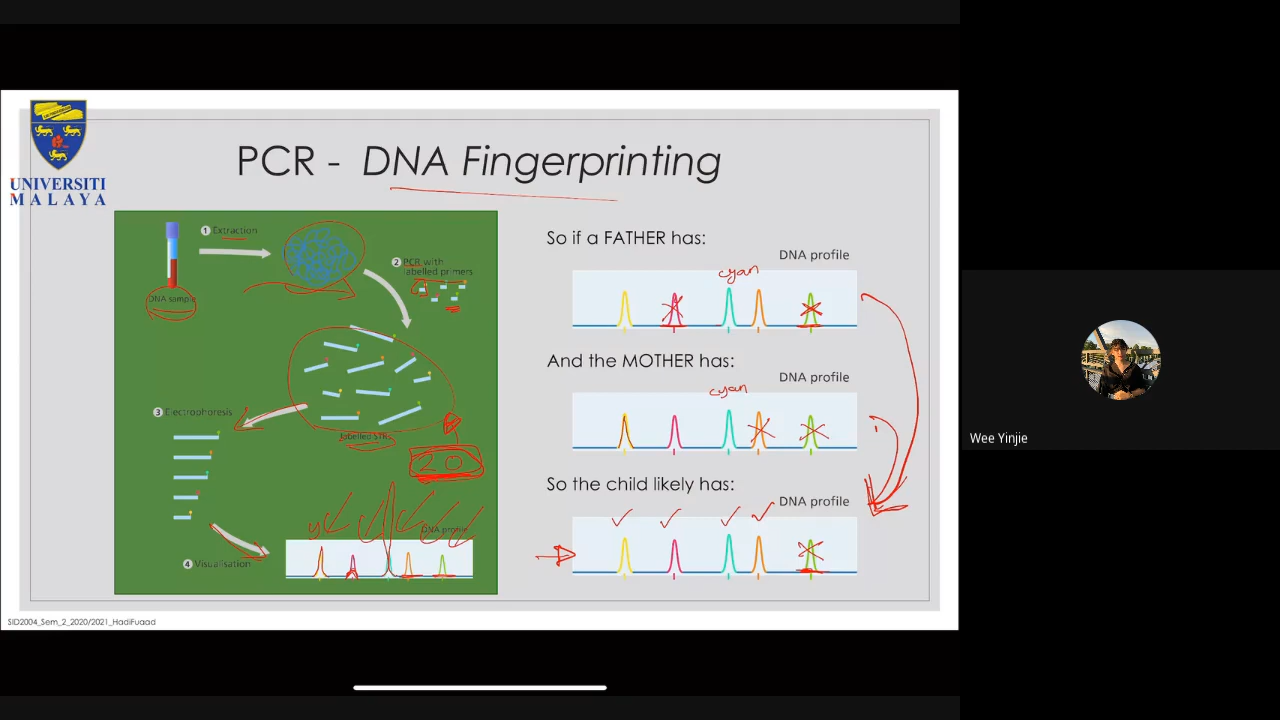 UNIVERSITI
MALAYA
PCR - DNA Fingerprinting
1 Extraction
DNA sample
2 PCR with
labelled primers
labelled STRs
20
3 Electrophoresis
4 Visualisation
DNA profile
So if a FATHER has:
DNA profile
cyan
And the MOTHER has:
DNA profile
cyan
So the child likely has:
DNA profile
SID2004_Sem_2_2020/2021_HadiFuaad
Wee Yinjie